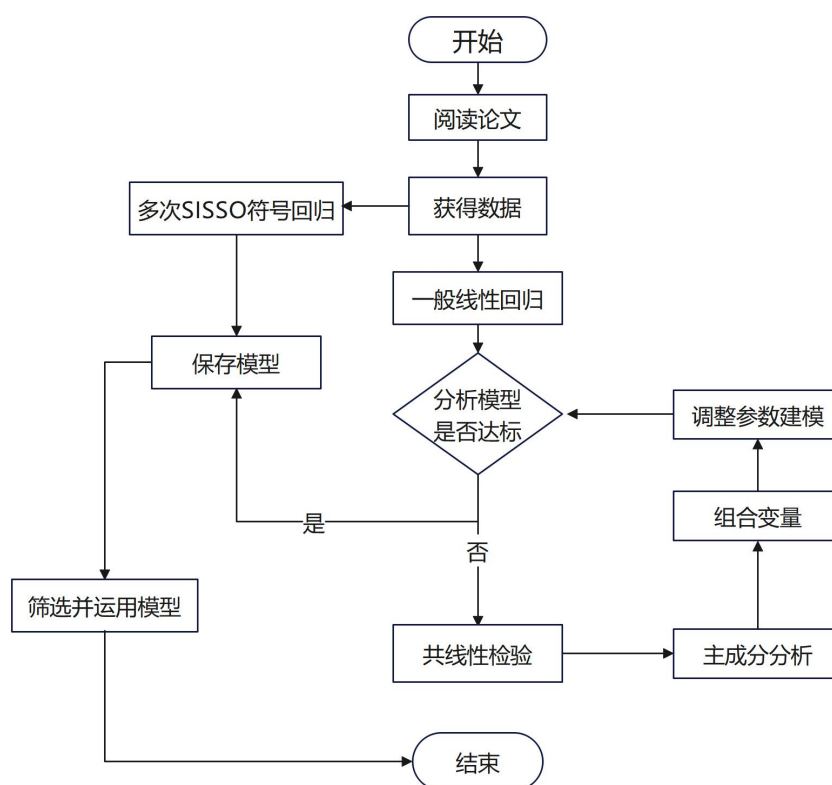 开始
阅读论文
多次SISSO符号回归
获得数据
一般线性回归
保存模型
分析模型
是否达标
调整参数建模
组合变量
是
否
筛选并运用模型
共线性检验
主成分分析
结束